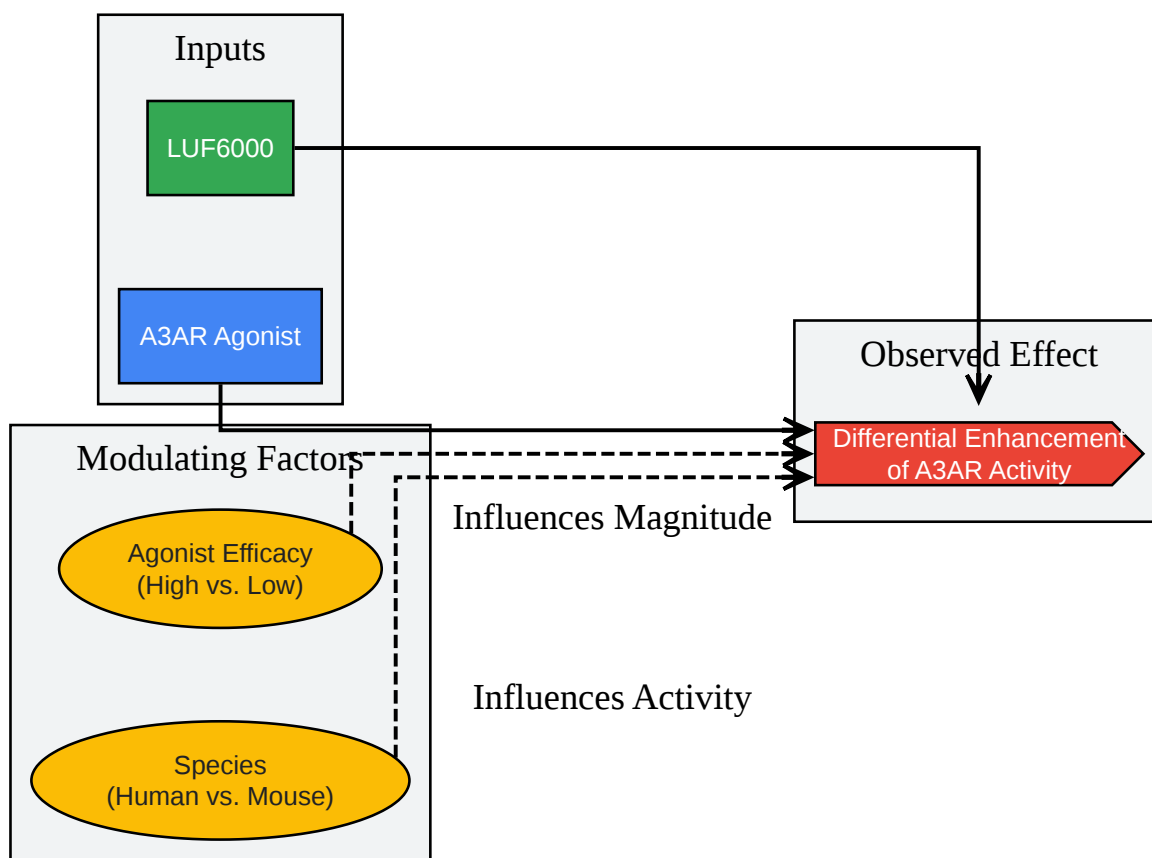 Inputs
LUF6000
A3AR Agonist
Observed Effect
Differential Enhancement
of A3AR Activity
Modulating Factors
Influences Magnitude
Agonist Efficacy
(High vs. Low)
Influences Activity
Species
(Human vs. Mouse)